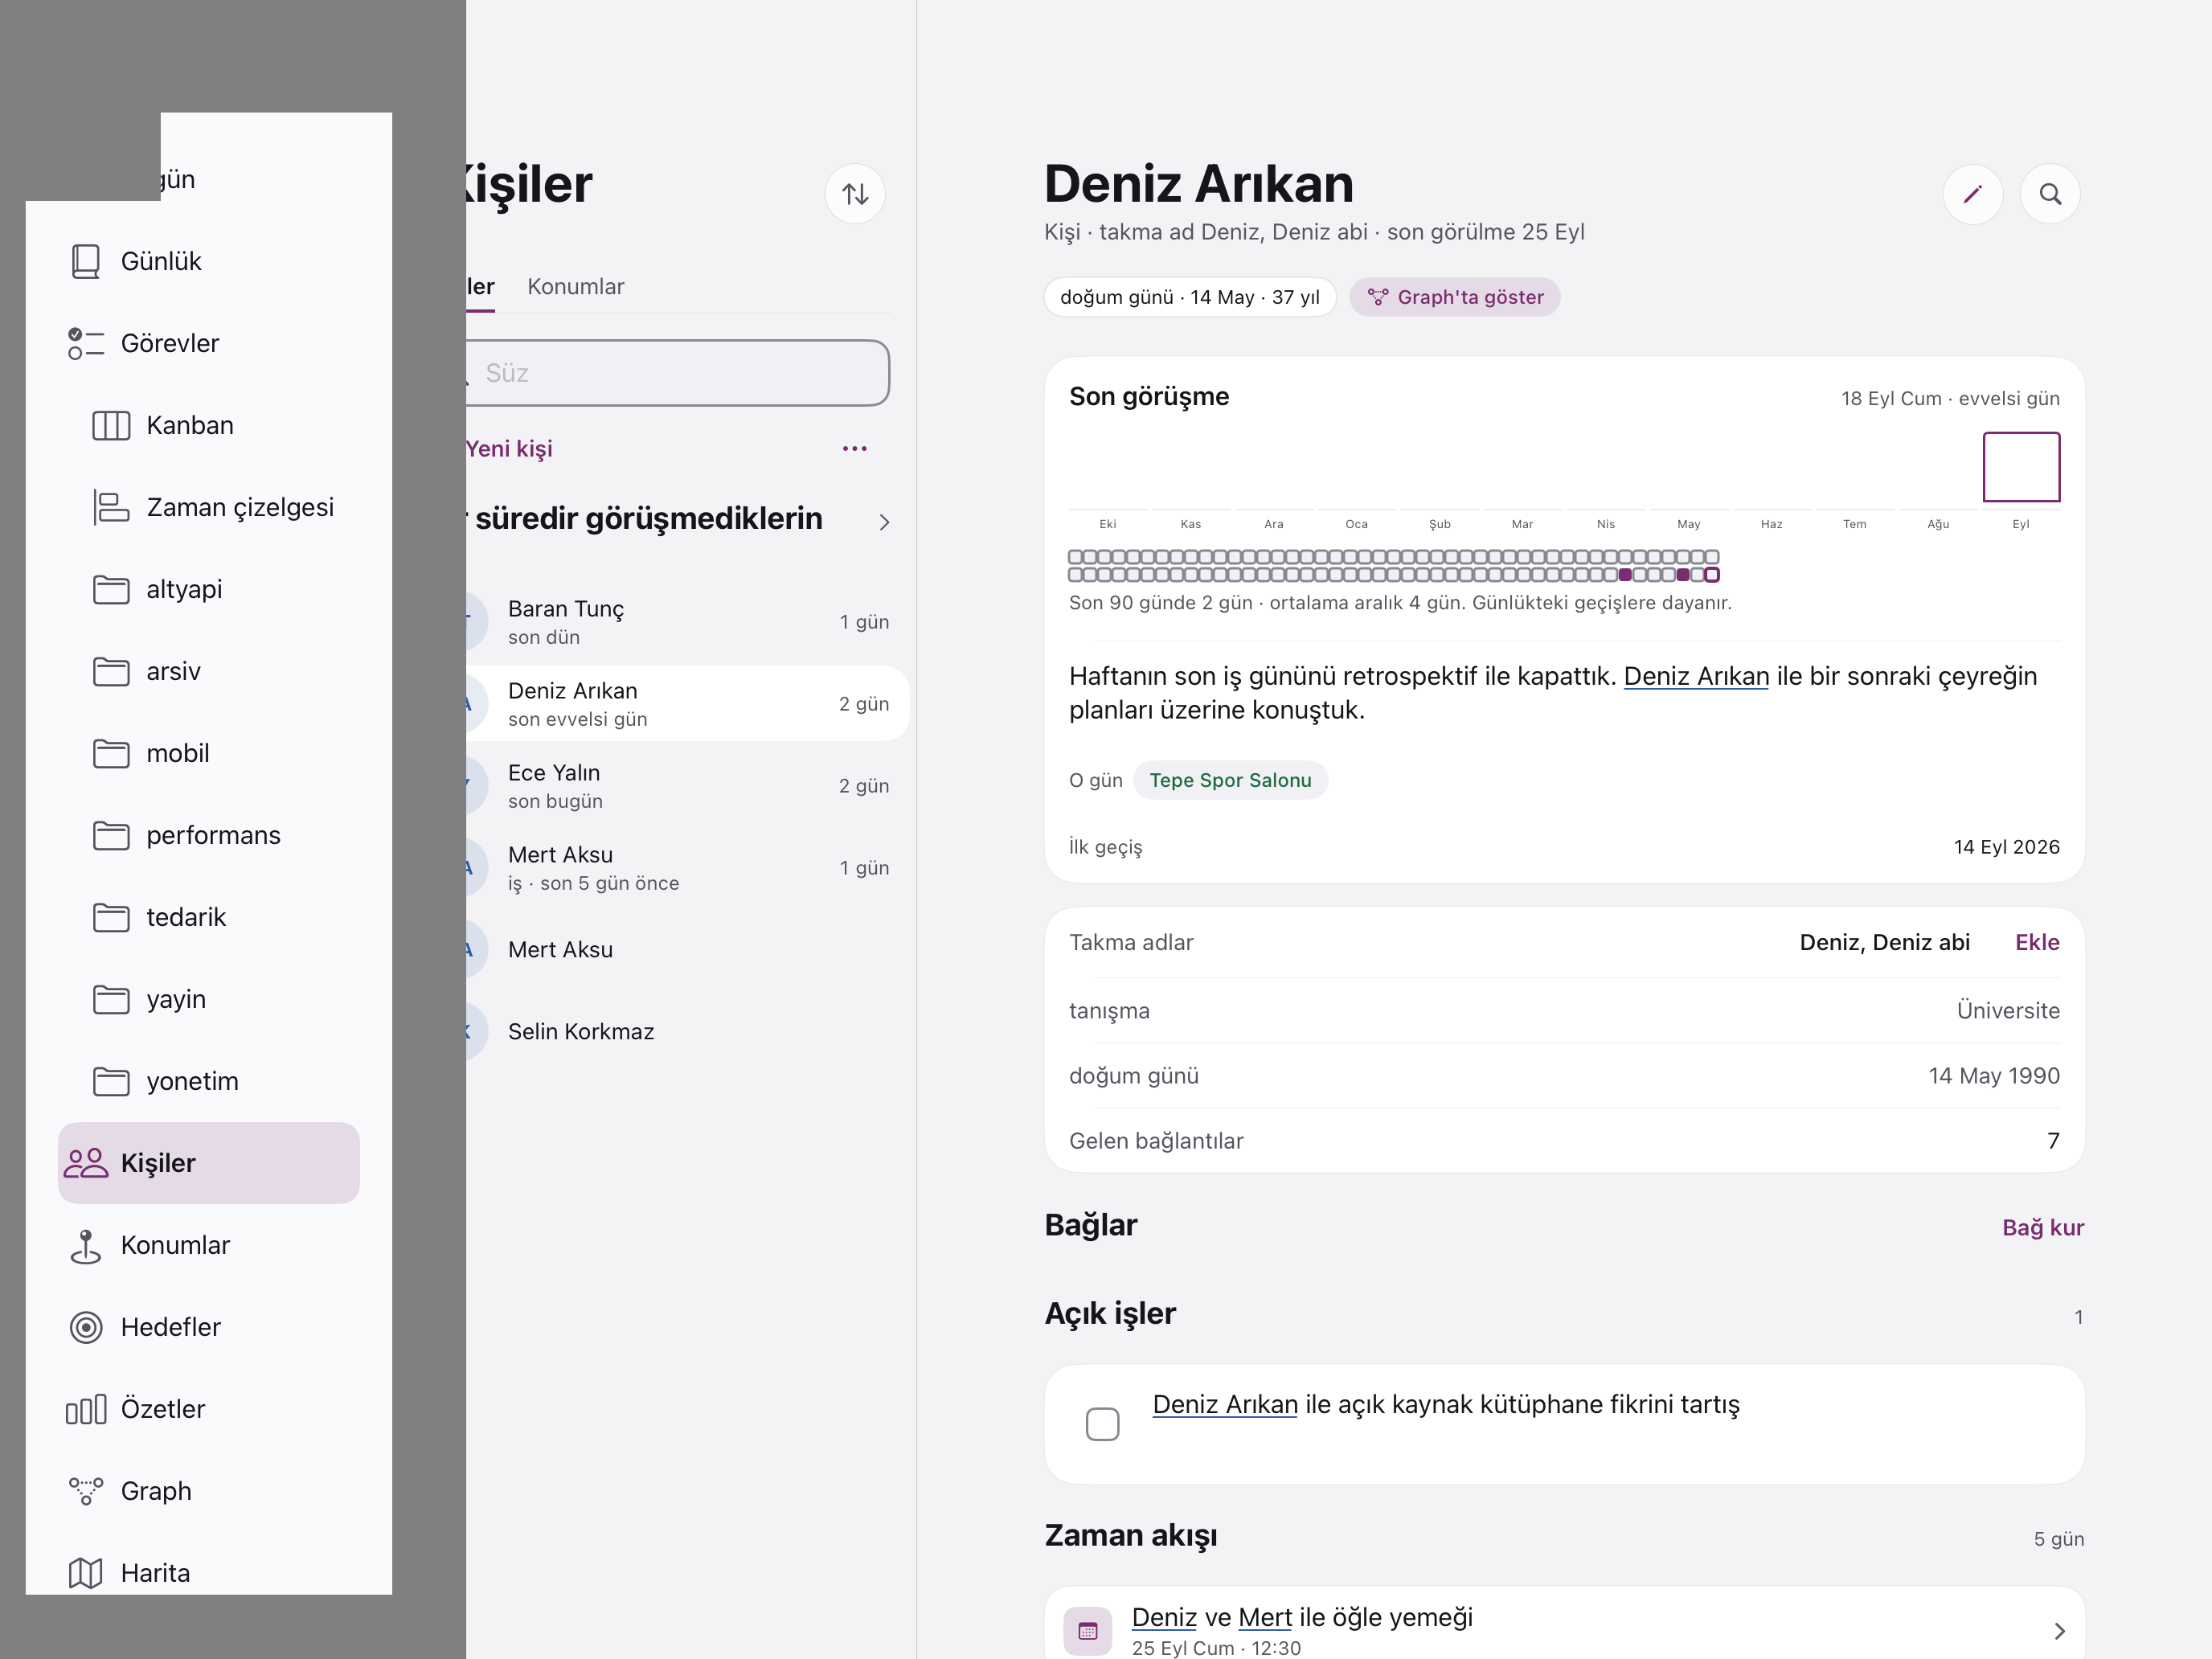 gün
Günlük
Görevler
Kanban
Zaman çizelgesi
altyapi
arsiv
mobil
performans
tedarik
yayin
yonetim
Kişiler
Konumlar
Hedefler
Özetler
Graph
Harita
Kişiler
ler
Konumlar
Süz
Yeni kişi
süredir görüşmediklerin
Baran Tunç
son dün
1 gün
Deniz Arıkan
son evvelsi gün
2 gün
Ece Yalın
son bugün
2 gün
Mert Aksu
iş · son 5 gün önce
1 gün
Mert Aksu
Selin Korkmaz
Deniz Arıkan
Kişi · takma ad Deniz, Deniz abi · son görülme 25 Eyl
doğum günü · 14 May · 37 yıl
Graph'ta göster
Son görüşme
18 Eyl Cum · evvelsi gün
Eki Kas Ara Oca Şub Mar Nis May Haz Tem Ağu Eyl
Son 90 günde 2 gün · ortalama aralık 4 gün. Günlükteki geçişlere dayanır.
Haftanın son iş gününü retrospektif ile kapattık. Deniz Arıkan ile bir sonraki çeyreğin
planları üzerine konuştuk.
O gün Tepe Spor Salonu
İlk geçiş
14 Eyl 2026
Takma adlar
Deniz, Deniz abi
Ekle
tanışma
Üniversite
doğum günü
14 May 1990
Gelen bağlantılar
7
Bağlar
Bağ kur
Açık işler
1
Deniz Arıkan ile açık kaynak kütüphane fikrini tartış
Zaman akışı
5 gün
Deniz ve Mert ile öğle yemeği
25 Eyl Cum · 12:30